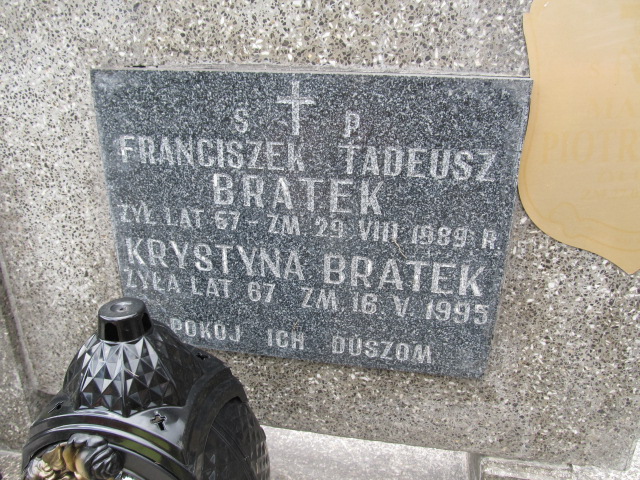 S P
FRANCISZEK TADEUSZ
BRATEK
ŻYŁ LAT 67 - ZM 29 VIII 1989 R
KRYSTYNA BRATEK
ŻYŁA LAT 67 ZM 16 V. 1995
POKÓJ ICH DUSZOM
PIOTR